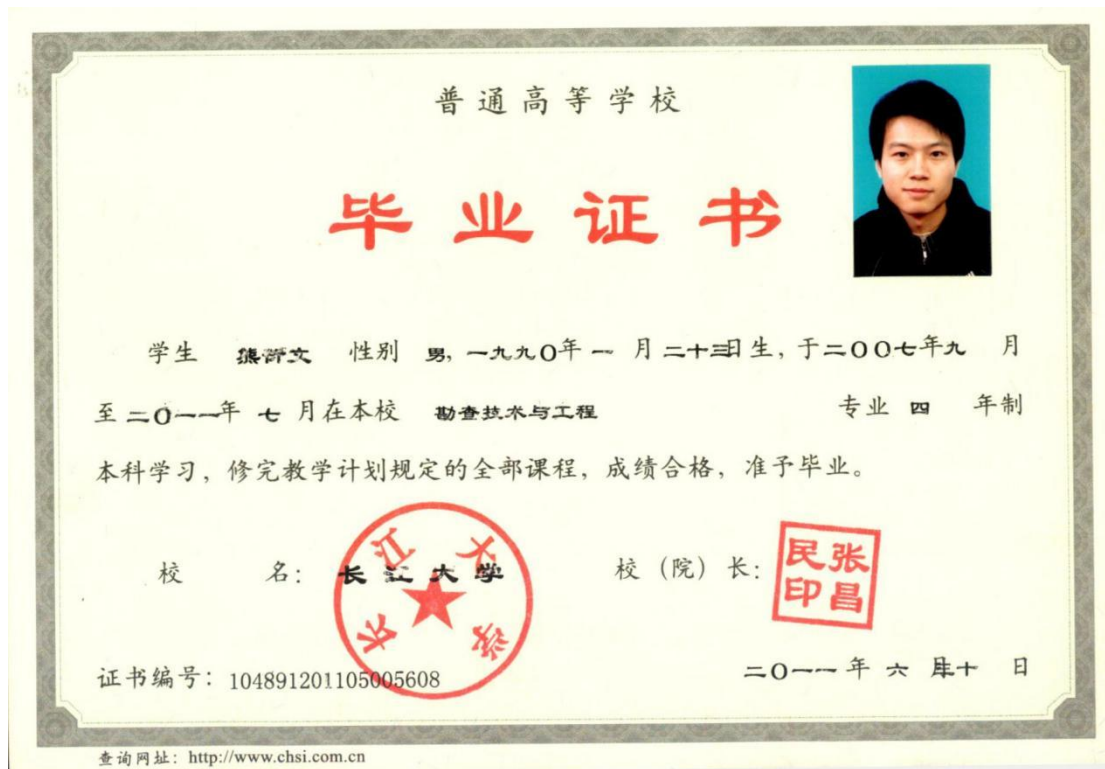 普通高等学校
毕业证书
学生 熊 文 性别 男, 一九九〇年 一 月 二十三日生, 于二〇〇七年九 月
至 二〇一一年 七 月在本校 勘查技术与工程 专业 四 年制
本科学习, 修完教学计划规定的全部课程, 成绩合格, 准予毕业。
校 名: 长江大学 校 (院) 长:
长江大学
张昌民印
证书编号: 104891201105005608 二〇一一 年 六 月 十 日
查询网址: http://www.chsi.com.cn